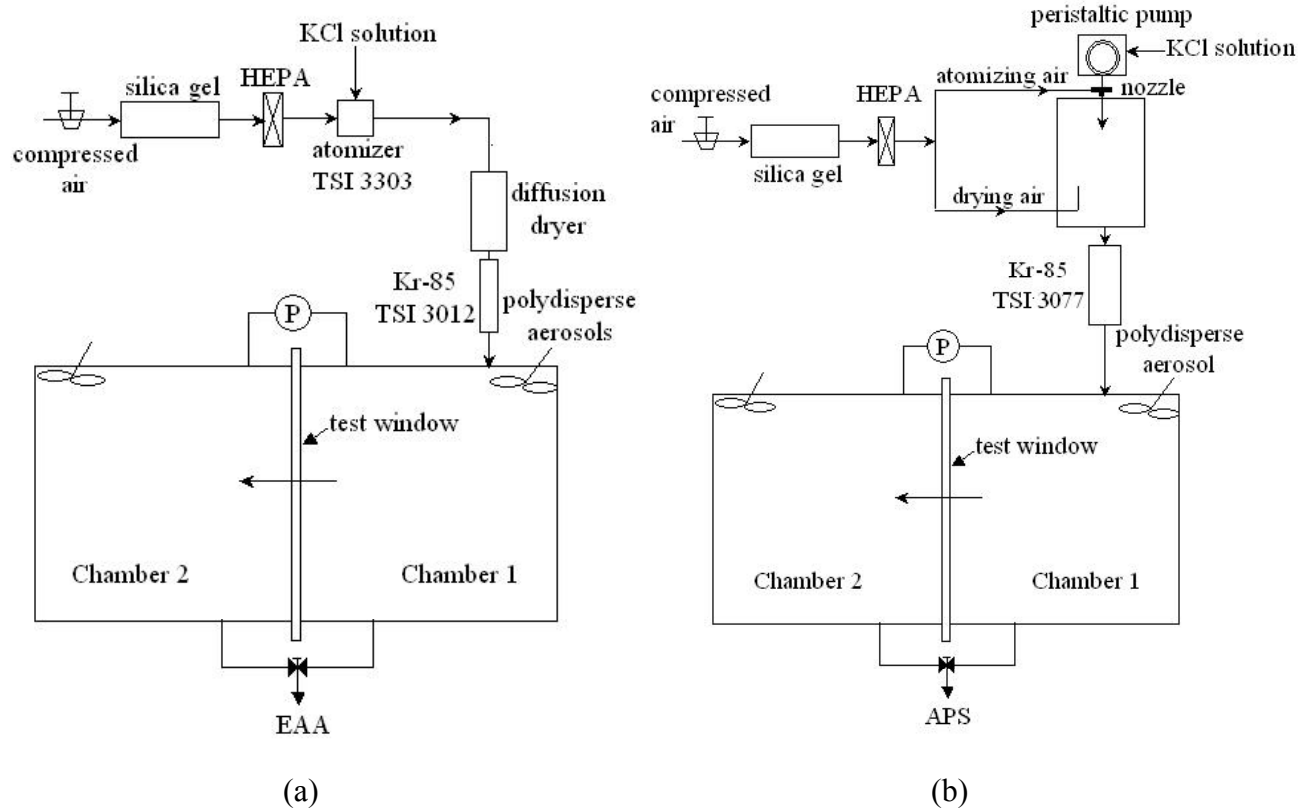 KCl solution
HEPA
silica gel
compressed
air
atomizer
TSI 3303
diffusion
dryer
Kr-85
TSI 3012
polydisperse
aerosols
P
test window
Chamber 2
Chamber 1
EAA
(a)
peristaltic pump
KCl solution
atomizing air
nozzle
HEPA
compressed
air
silica gel
drying air
Kr-85
TSI 3077
polydisperse
aerosol
P
test window
Chamber 2
Chamber 1
APS
(b)